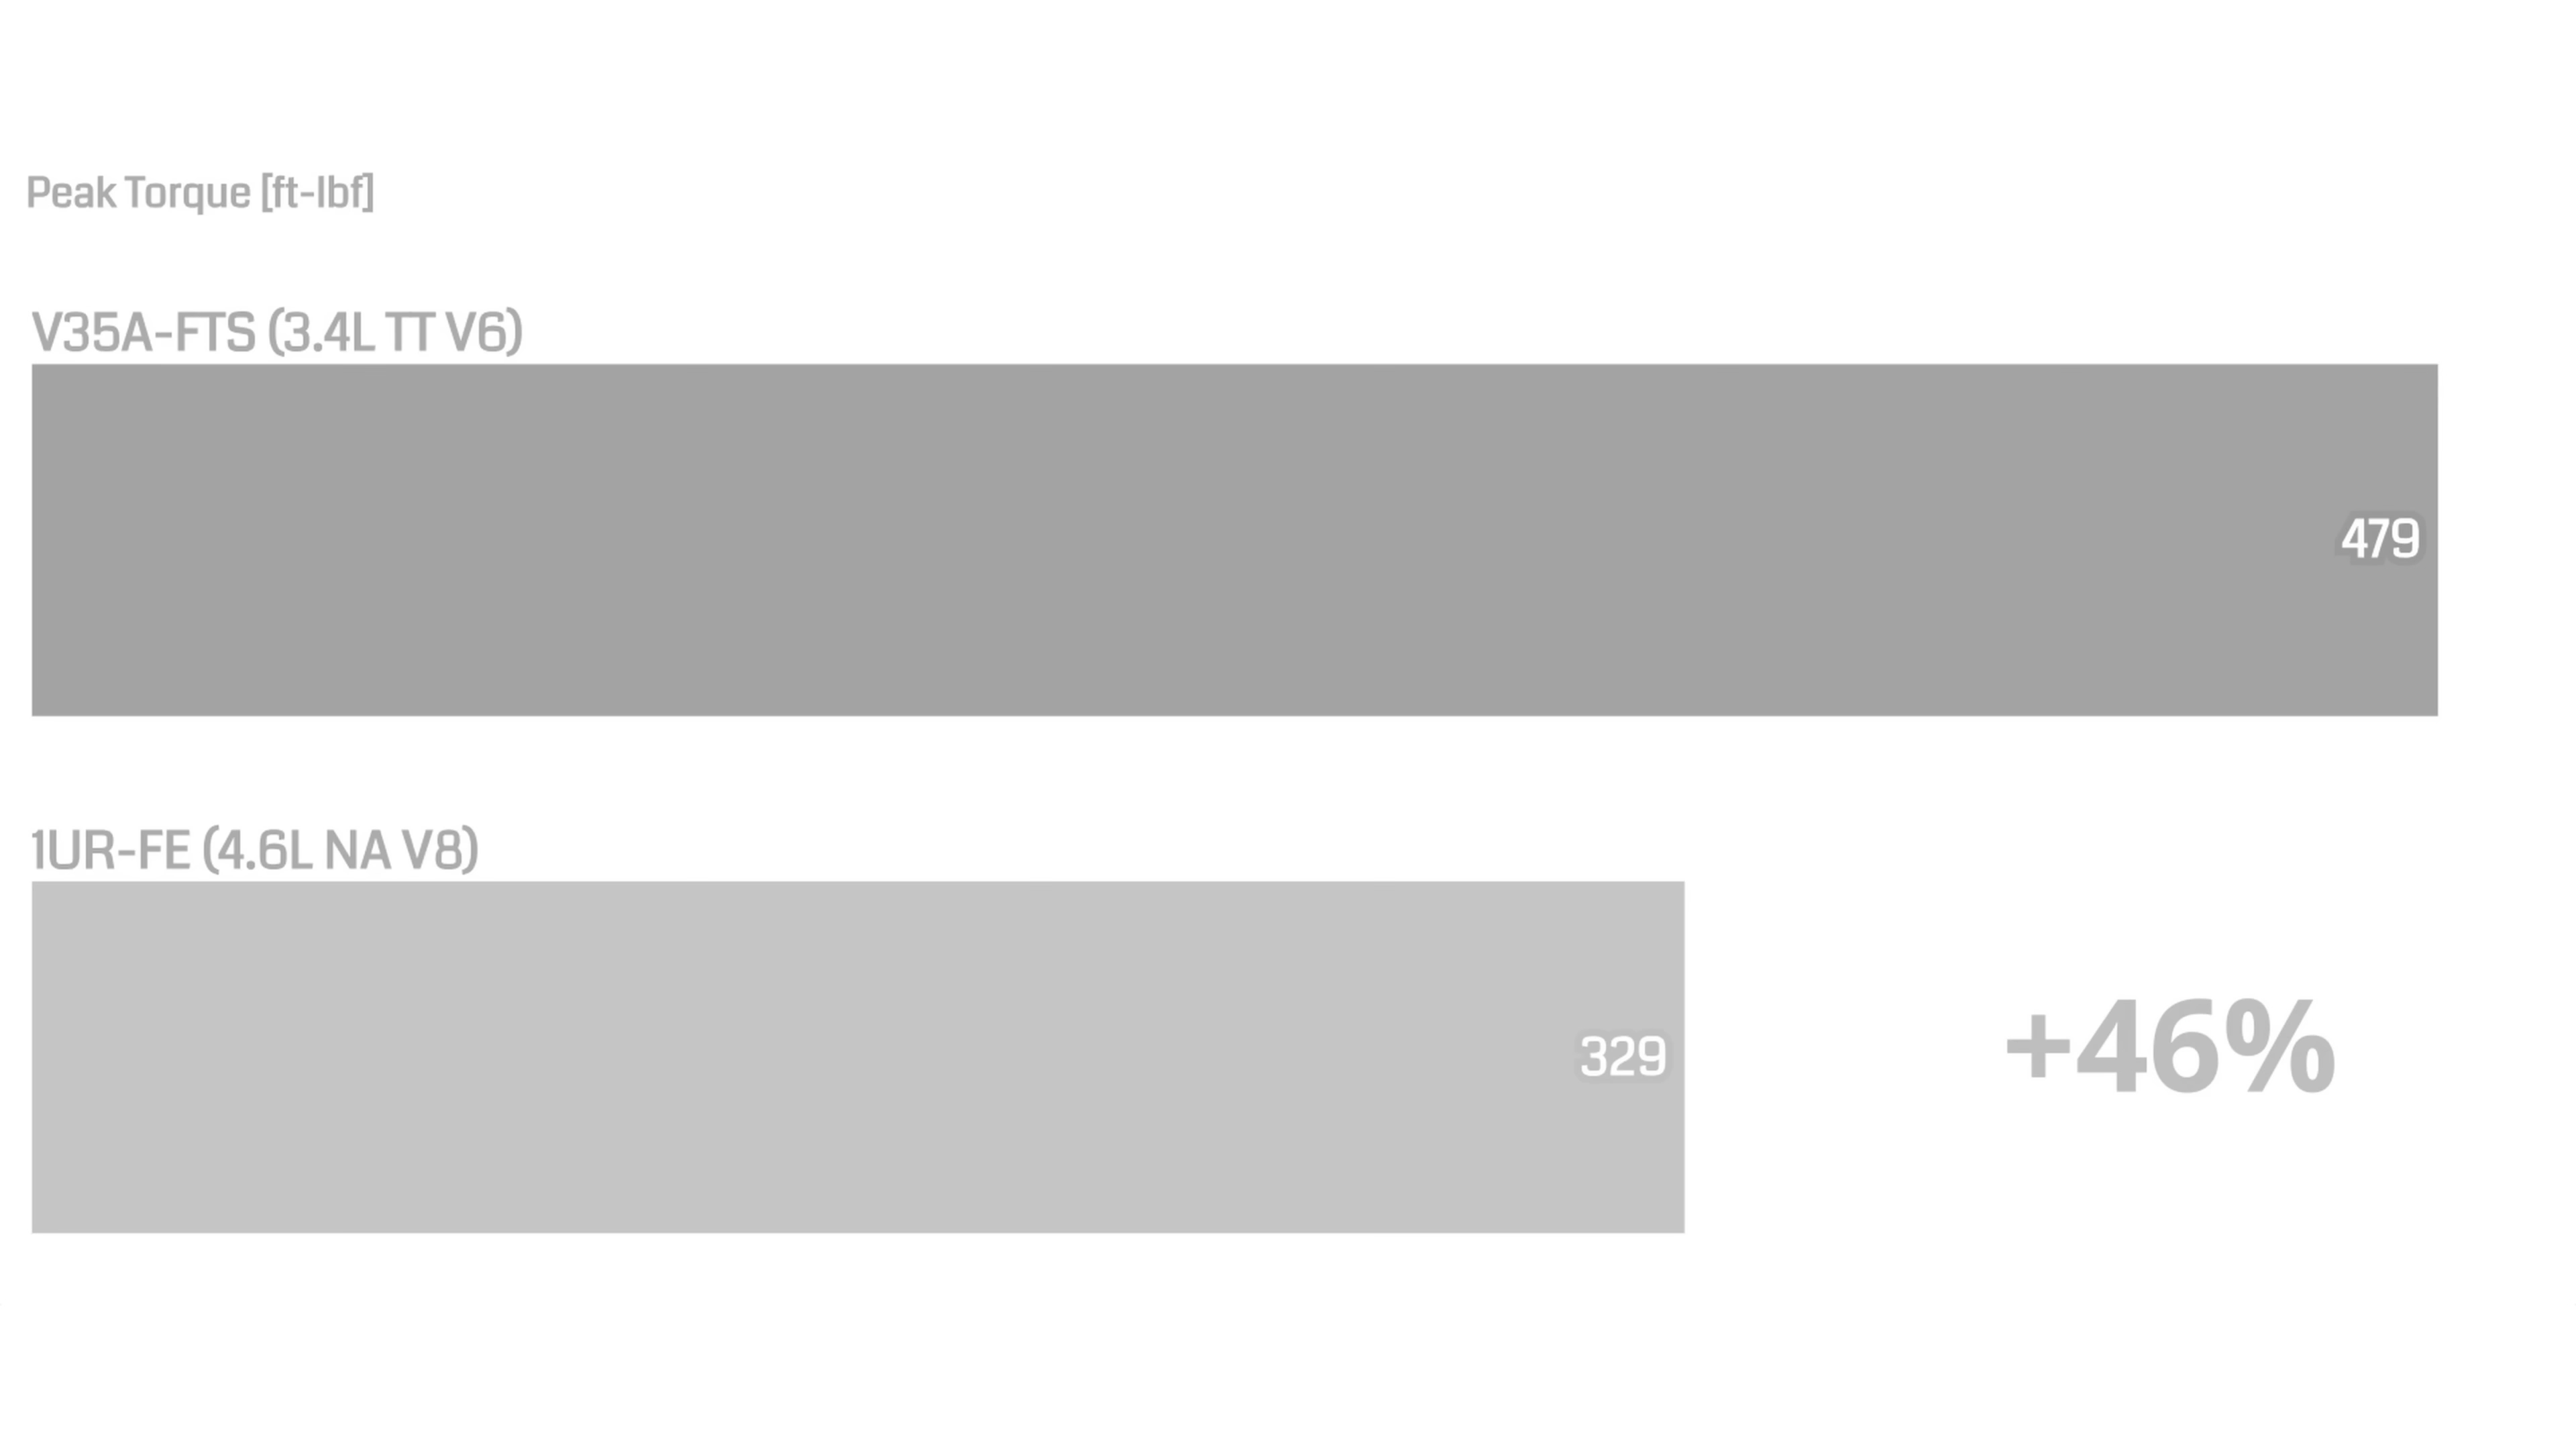 Peak Torque [ft-lbf]
V35A-FTS (3.4L TT V6)
479
1UR-FE (4.6L NA V8)
329
+46%